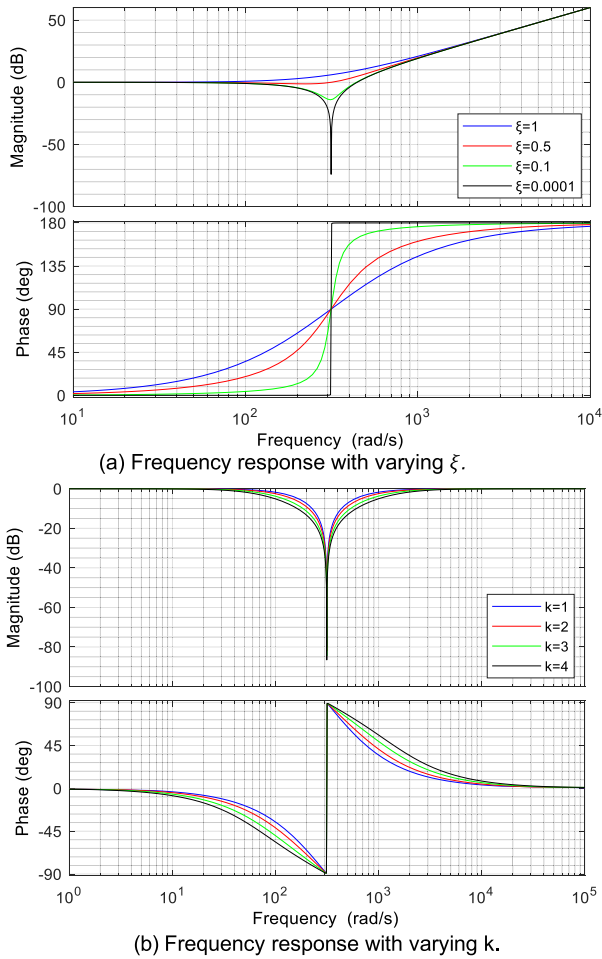 50
0
-50
-100
Magnitude (dB)
ξ=1
ξ=0.5
ξ=0.1
ξ=0.0001
180
135
90
45
0
Phase (deg)
10^1
10^2
10^3
10^4
Frequency (rad/s)
(a) Frequency response with varying ξ.
0
-20
-40
-60
-80
-100
Magnitude (dB)
k=1
k=2
k=3
k=4
90
45
0
-45
-90
Phase (deg)
10^0
10^1
10^2
10^3
10^4
10^5
Frequency (rad/s)
(b) Frequency response with varying k.